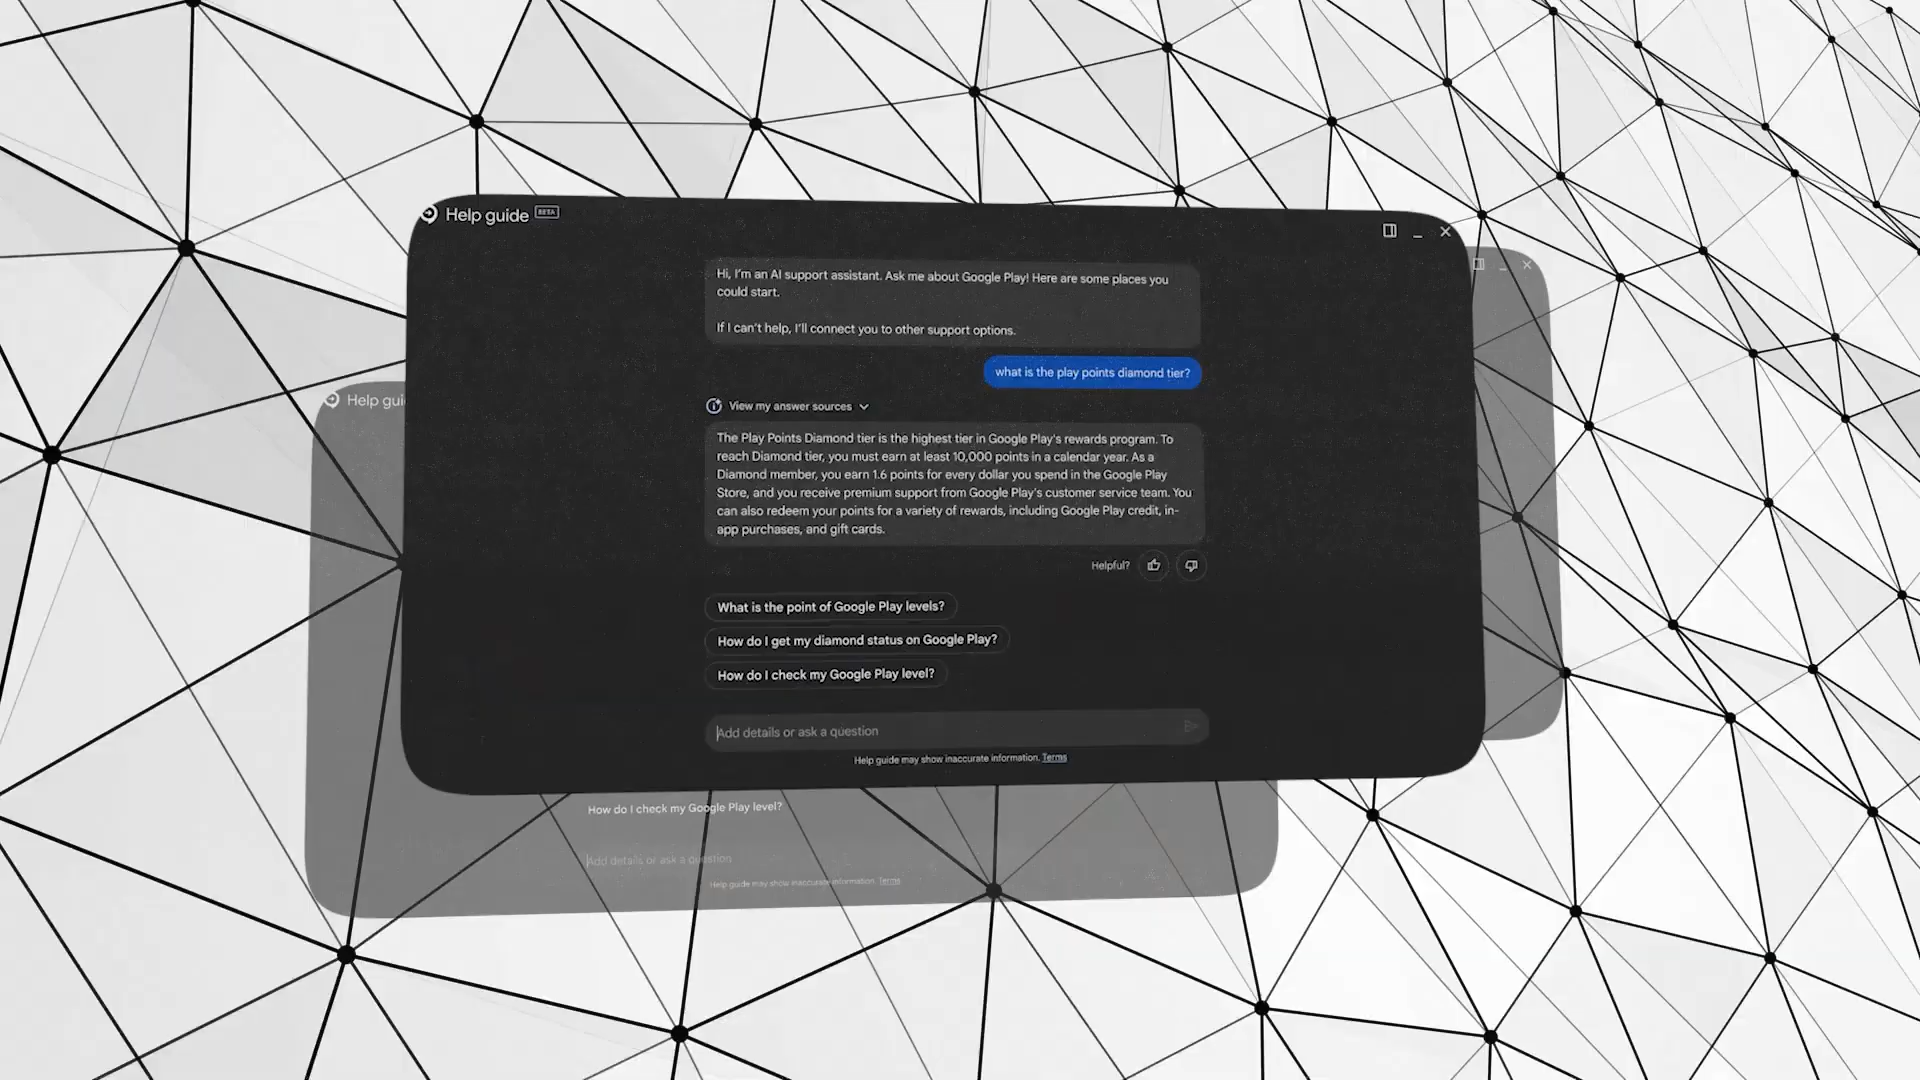 Help guide BETA
Hi, I'm an AI support assistant. Ask me about Google Play! Here are some places you
could start.
If I can't help, I'll connect you to other support options.
what is the play points diamond tier?
View my answer sources
The Play Points Diamond tier is the highest tier in Google Play's rewards program. To
reach Diamond tier, you must earn at least 10,000 points in a calendar year. As a
Diamond member, you earn 1.6 points for every dollar you spend in the Google Play
Store, and you receive premium support from Google Play's customer service team. You
can also redeem your points for a variety of rewards, including Google Play credit, in-
app purchases, and gift cards.
Helpful?
What is the point of Google Play levels?
How do I get my diamond status on Google Play?
How do I check my Google Play level?
Add details or ask a question
Help guide may show inaccurate information. Terms
Help gui
How do I check my Google Play level?
Add details or ask a question
Help guide may show inaccurate information. Terms